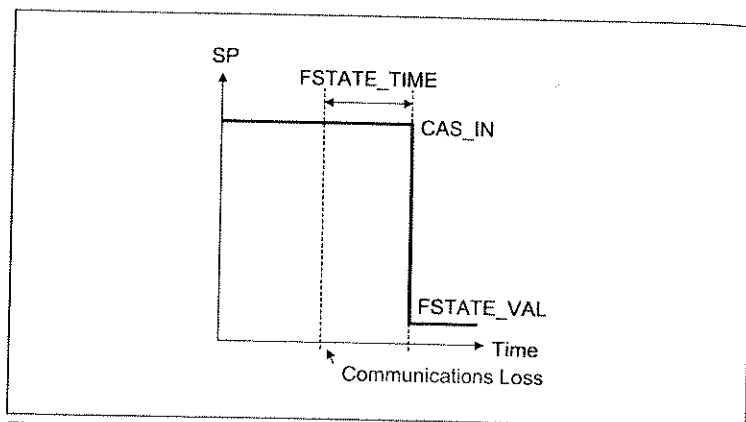 SP
FSTATE_TIME
CAS_IN
FSTATE_VAL
Time
Communications Loss